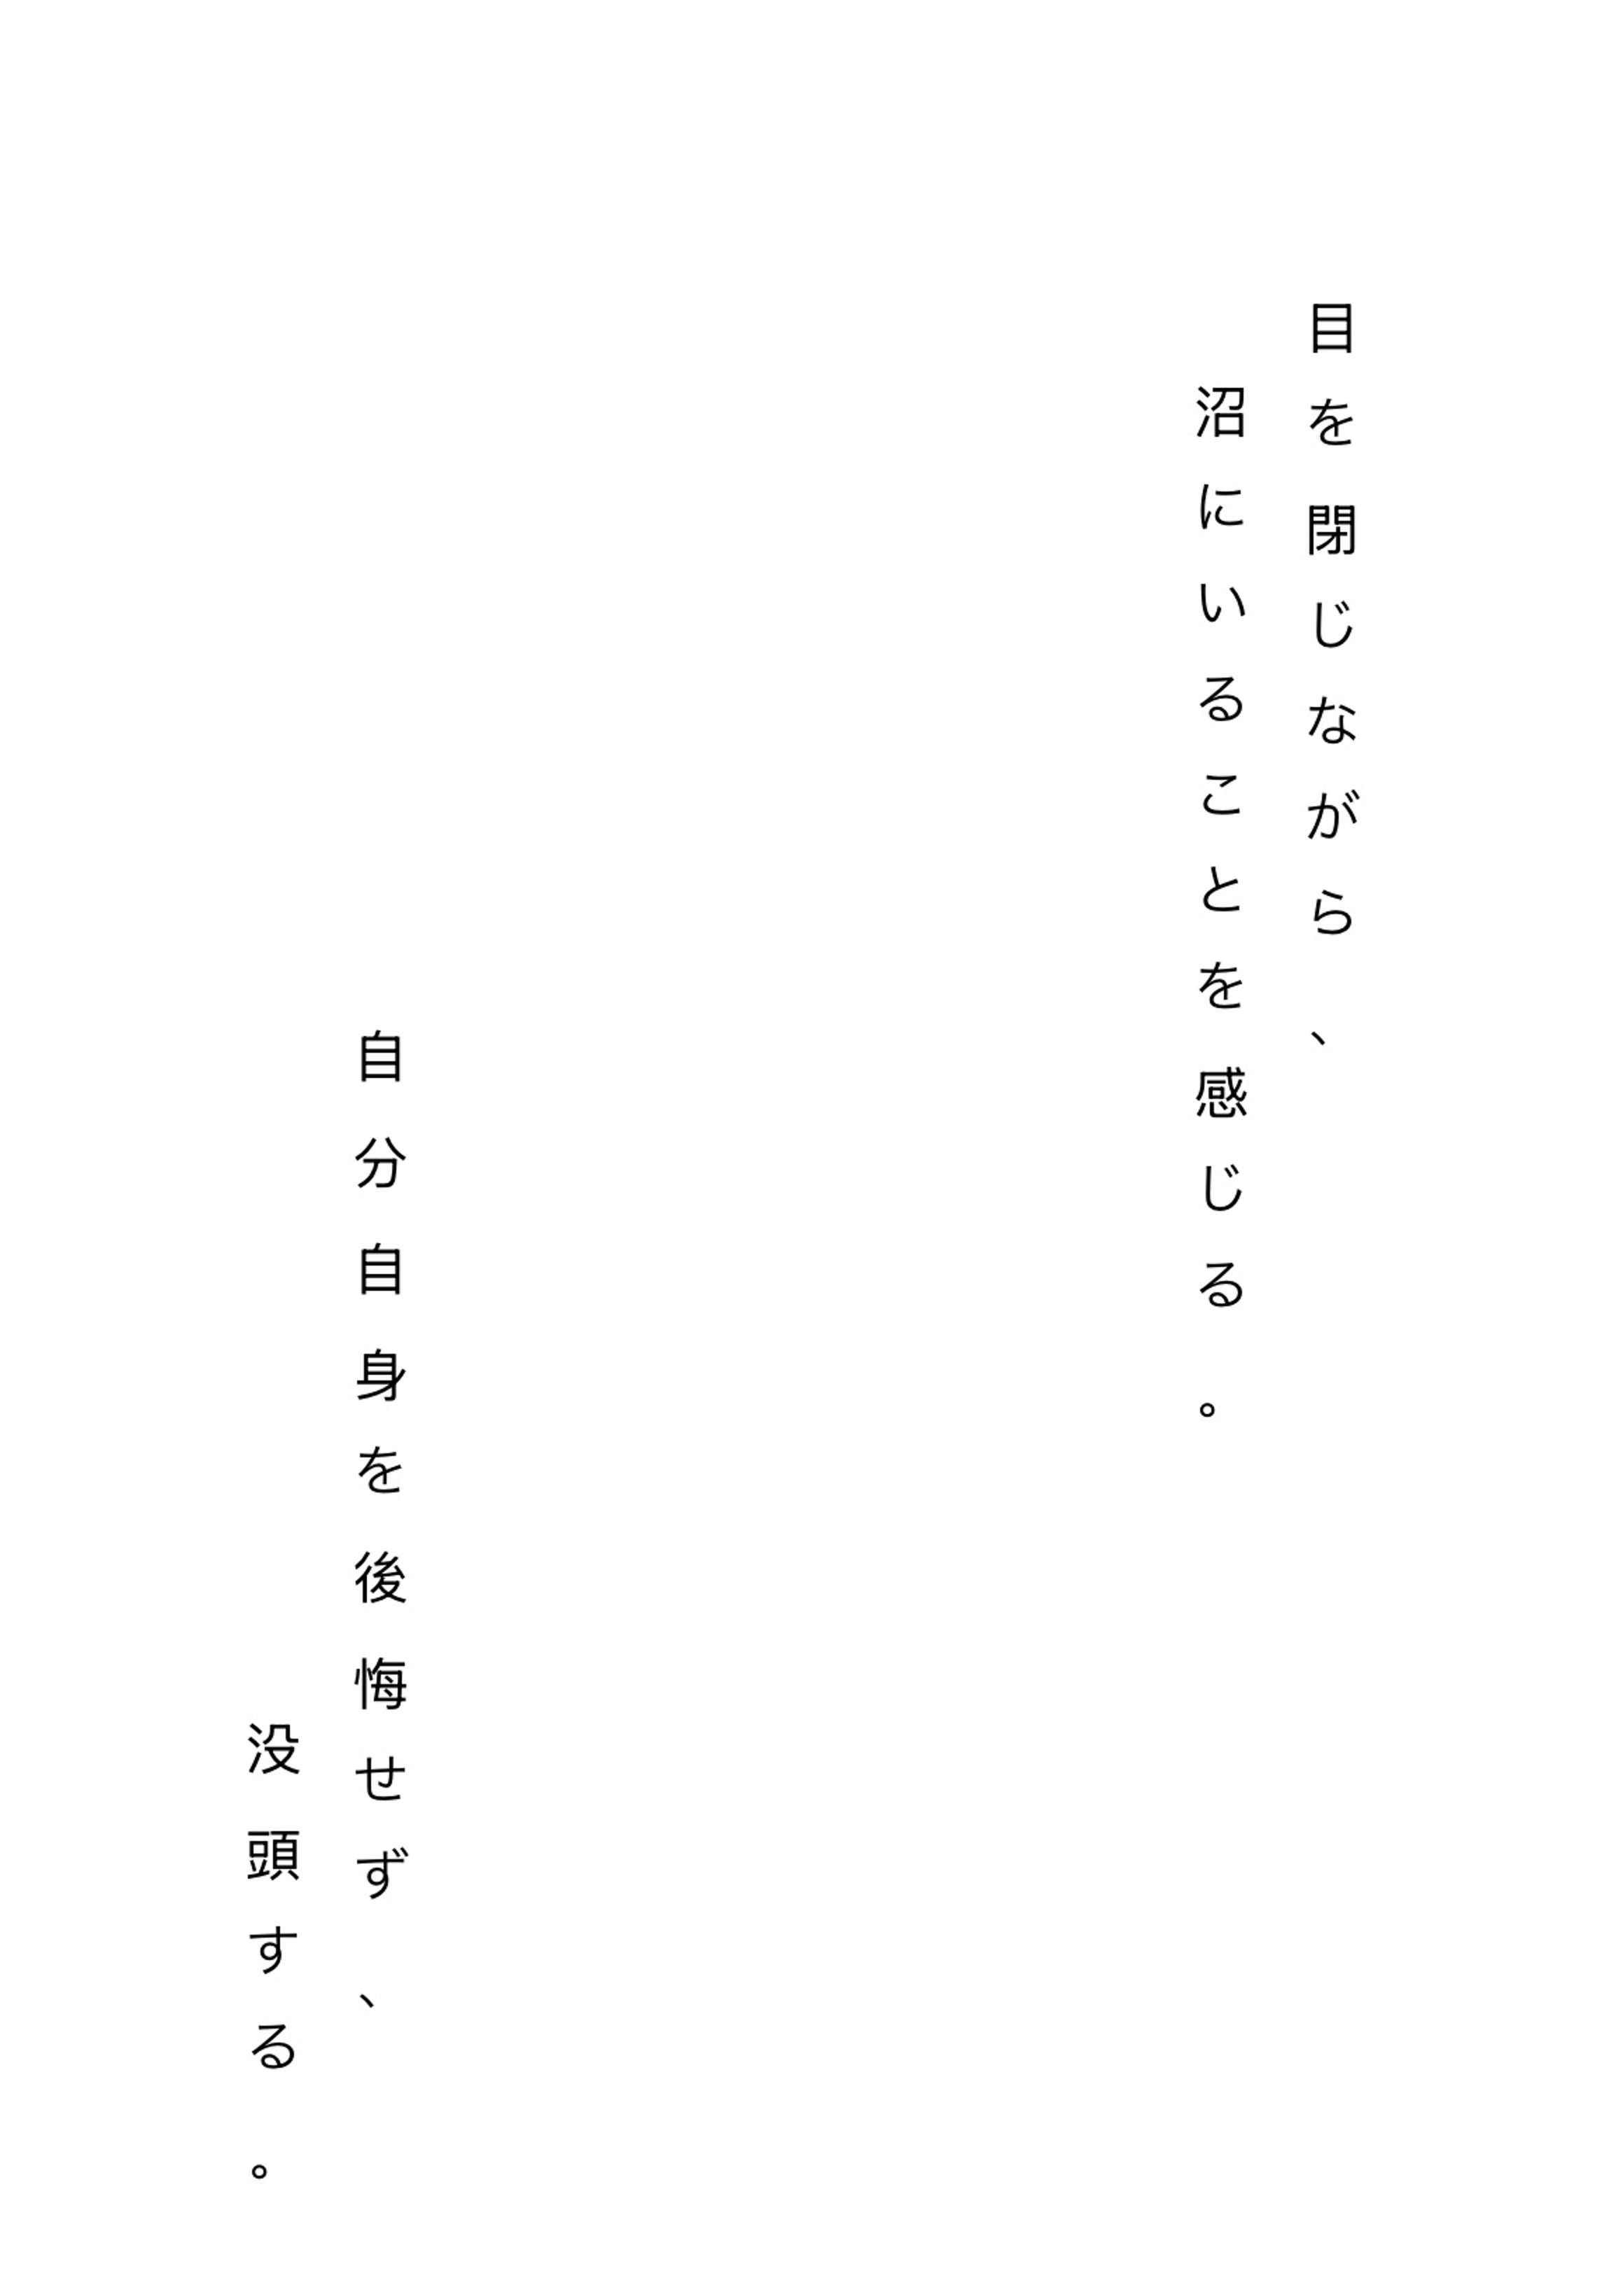 目を閉じながら、
沼にいることを感じる。
自分自身を後悔せず、
没頭する。